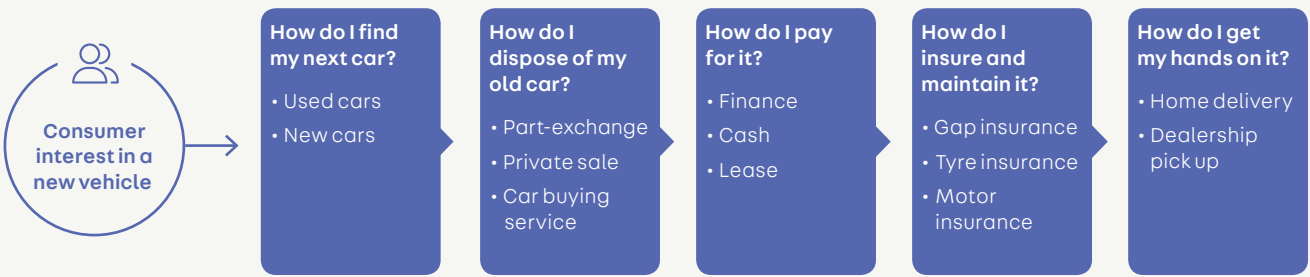 Consumer
interest in a
new vehicle
How do I find
my next car?
• Used cars
• New cars
How do I
dispose of my
old car?
• Part-exchange
• Private sale
• Car buying
service
How do I pay
for it?
• Finance
• Cash
• Lease
How do I
insure and
maintain it?
• Gap insurance
• Tyre insurance
• Motor
insurance
How do I get
my hands on it?
• Home delivery
• Dealership
pick up